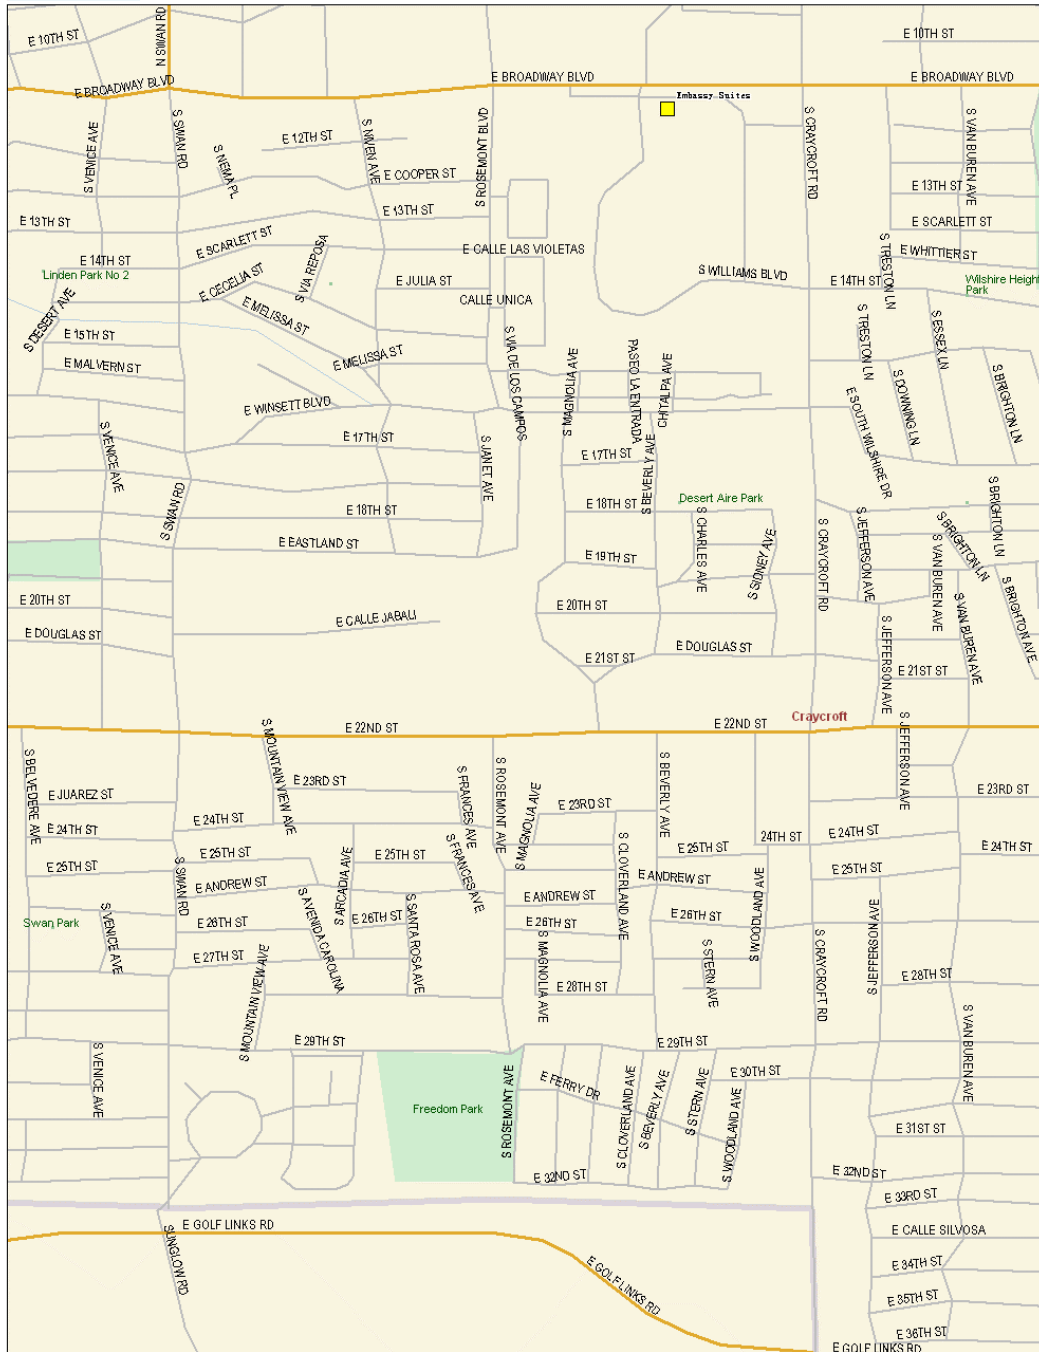 E 10TH ST
N SWAN RD
E 10TH ST
E BROADWAY BLVD
E BROADWAY BLVD
E BROADWAY BLVD
Embassy Suites
S VENICE AVE
S SWAN RD
S NEMA PL
E 12TH ST
S NIVEN AVE
S ROSEMONT BLVD
S CRAYCROFT RD
S VAN BUREN AVE
E COOPER ST
E 13TH ST
E 13TH ST
E 13TH ST
E SCARLETT ST
E SCARLETT ST
E WHITTIER ST
E CALLE LAS VIOLETAS
E 14TH ST
Linden Park No 2
E CECELIA ST
S VIA REPOSA
E JULIA ST
CALLE UNICA
S WILLIAMS BLVD
E 14TH ST
S TRESTON LN
Wilshire Height
Park
S DESERT AVE
E 15TH ST
E MELISSA ST
E MELISSA ST
E MALVERN ST
S VIA DE LOS CAMPOS
S MAGNOLIA AVE
PASEO LA ENTRADA
CHITALPA AVE
S TRESTON LN
S ESSEX LN
S DOWNING LN
S BRIGHTON LN
E WINSETT BLVD
E SOUTH WILSHIRE DR
S VENICE AVE
E 17TH ST
S JANET AVE
E 17TH ST
S BEVERLY AVE
S SWAN RD
E 18TH ST
E 18TH ST
Desert Aire Park
S CHARLES AVE
S SIDNEY AVE
S CRAYCROFT RD
S JEFFERSON AVE
S BRIGHTON LN
S BRIGHTON LN
S VAN BUREN AVE
E EASTLAND ST
E 19TH ST
E 20TH ST
E 20TH ST
E CALLE JABALI
S VAN BUREN AVE
S BRIGHTON AVE
E DOUGLAS ST
E DOUGLAS ST
S JEFFERSON AVE
E 21ST ST
E 21ST ST
E 22ND ST
E 22ND ST
Craycroft
S JEFFERSON AVE
S BELVEDERE AVE
S MOUNTAIN VIEW AVE
E 23RD ST
S FRANCES AVE
S ROSEMONT AVE
S MAGNOLIA AVE
E 23RD ST
S BEVERLY AVE
E 23RD ST
E JUAREZ ST
E 24TH ST
E 24TH ST
24TH ST
E 24TH ST
E 24TH ST
E 25TH ST
E 25TH ST
E 25TH ST
E 25TH ST
E 25TH ST
S SWAN RD
S ARCADIA AVE
S FRANCES AVE
S CLOVERLAND AVE
E ANDREW ST
E ANDREW ST
E ANDREW ST
S WOODLAND AVE
Swan Park
S VENICE AVE
E 26TH ST
S AVENIDA CAROLINA
E 26TH ST
S SANTA ROSA AVE
E 26TH ST
E 26TH ST
S MAGNOLIA AVE
S STERN AVE
S CRAYCROFT RD
S JEFFERSON AVE
E 27TH ST
S MOUNTAIN VIEW AVE
E 28TH ST
E 28TH ST
S VAN BUREN AVE
E 29TH ST
E 29TH ST
S VENICE AVE
Freedom Park
S ROSEMONT AVE
E FERRY DR
S CLOVERLAND AVE
S BEVERLY AVE
S STERN AVE
S WOODLAND AVE
E 30TH ST
E 31ST ST
E 32ND ST
E 32ND ST
E 33RD ST
E GOLF LINKS RD
SUNGLOW RD
E CALLE SILVOSA
E GOLF LINKS RD
E 34TH ST
E 35TH ST
E 36TH ST
E GOLF LINKS RD